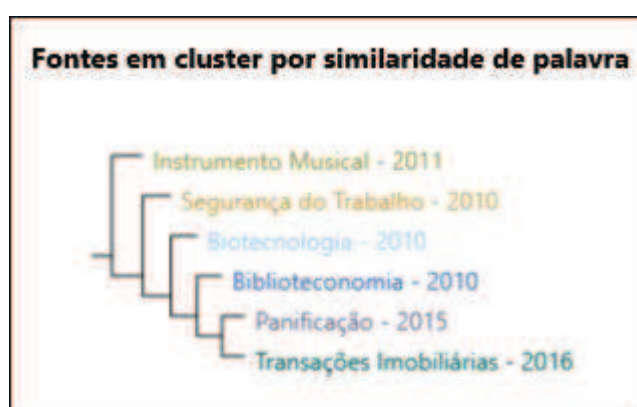 Fontes em cluster por similaridade de palavra
Instrumento Musical - 2011
Segurança do Trabalho - 2010
Biotecnologia - 2010
Biblioteconomia - 2010
Panificação - 2015
Transações Imobiliárias - 2016